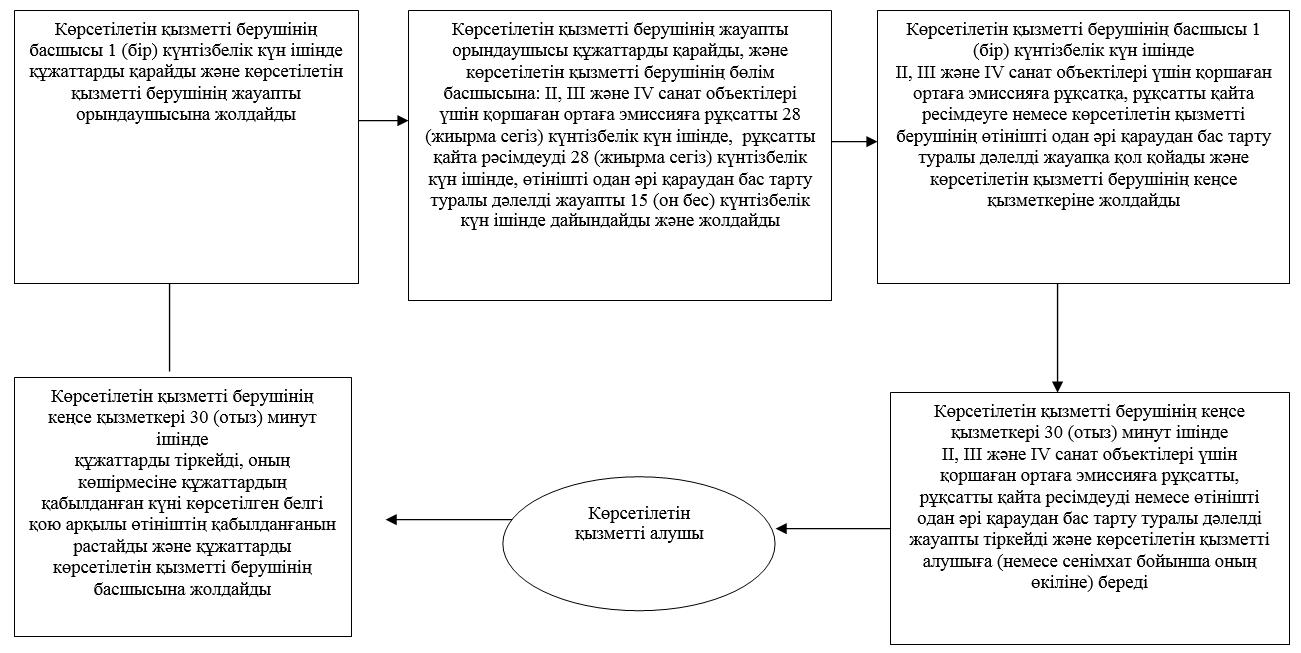 Көрсетілетін қызметті берушінің
басшысы 1 (бір) күнтізбелік күн ішінде
құжаттарды қарайды және көрсетілетін
қызметті берушінің жауапты
орындаушысына жолдайды
Көрсетілетін қызметті берушінің жауапты
орындаушысы құжаттарды қарайды, және
көрсетілетін қызметті берушінің бөлім
басшысына: II, III және IV санат объектілері
үшін қоршаған ортаға эмиссияға рұқсатты 28
(жиырма сегіз) күнтізбелік күн ішінде, рұқсатты
қайта рәсімдеуді 28 (жиырма сегіз) күнтізбелік
күн ішінде, өтінішті одан әрі қараудан бас тарту
туралы дәлелді жауапты 15 (он бес) күнтізбелік
күн ішінде дайындайды және жолдайды
Көрсетілетін қызметті берушінің басшысы 1
(бір) күнтізбелік күн ішінде
II, III және IV санат объектілері үшін қоршаған
ортаға эмиссияға рұқсатқа, рұқсатты қайта
ресімдеуге немесе көрсетілетін қызметті
берушінің өтінішті одан әрі қараудан бас тарту
туралы дәлелді жауапқа қол қояды және
көрсетілетін қызметті берушінің кеңсе
қызметкеріне жолдайды
Көрсетілетін қызметті берушінің
кеңсе қызметкері 30 (отыз) минут
ішінде
құжаттарды тіркейді, оның
көшірмесіне құжаттардың
қабылданған күні көрсетілген белгі
қою арқылы өтініштің қабылданғанын
растайды және құжаттарды
көрсетілетін қызметті берушінің
басшысына жолдайды
Көрсетілетін
қызметті алушы
Көрсетілетін қызметті берушінің кеңсе
қызметкері 30 (отыз) минут ішінде
II, III және IV санат объектілері үшін
қоршаған ортаға эмиссияға рұқсатты,
рұқсатты қайта ресімдеуді немесе өтінішті
одан әрі қараудан бас тарту туралы дәлелді
жауапты тіркейді және көрсетілетін қызметті
алушыға (немесе сенімхат бойынша оның
өкіліне) береді